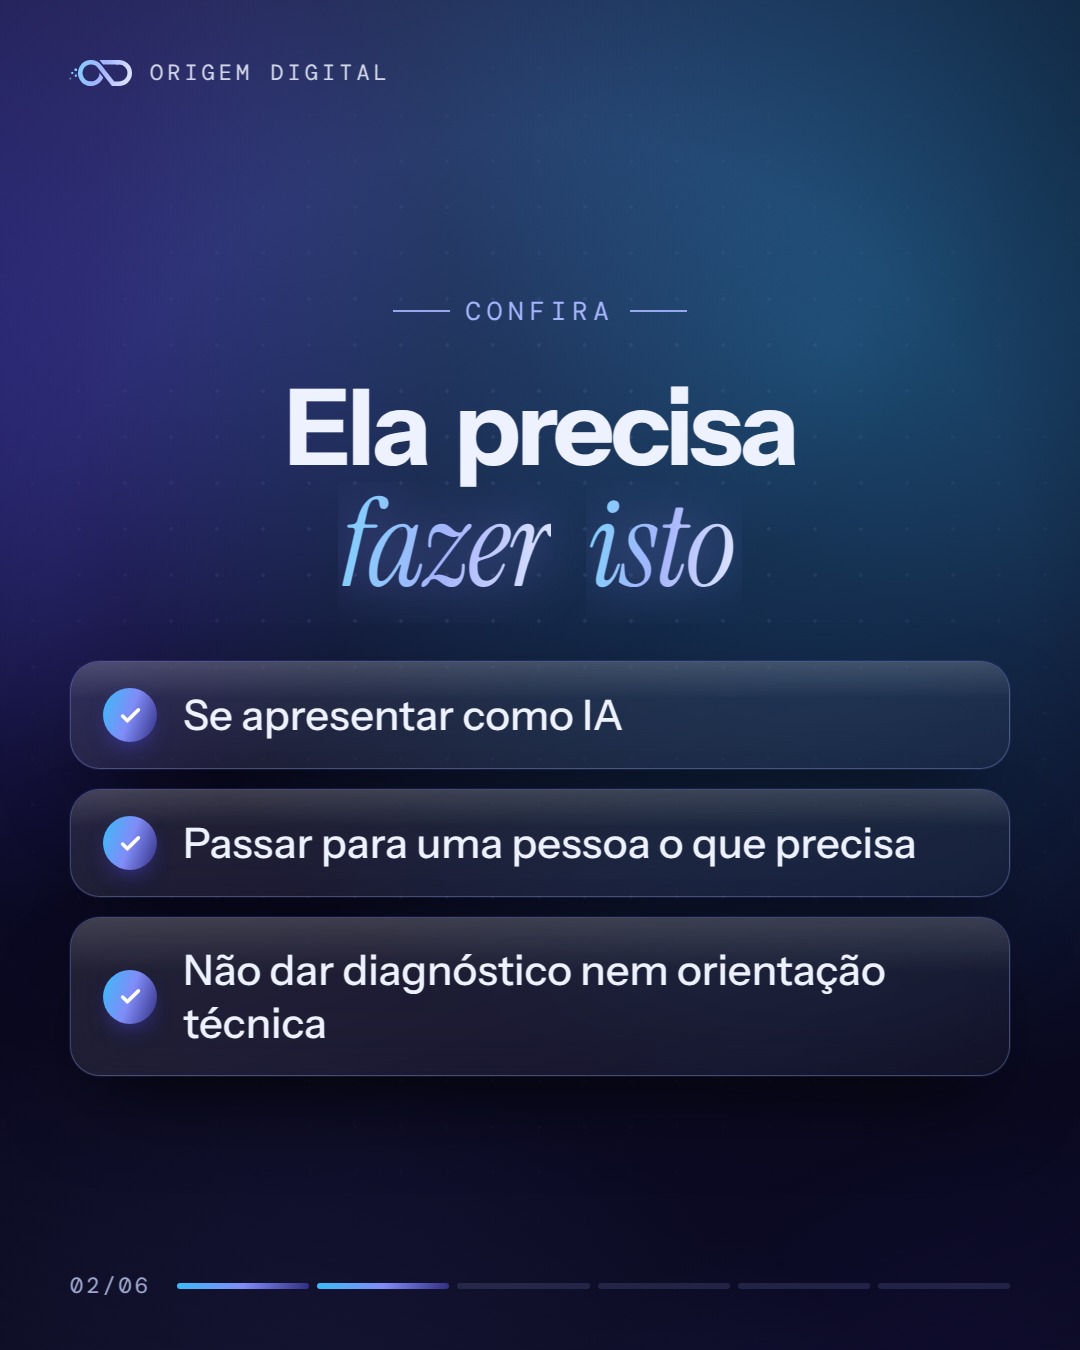 ORIGEM DIGITAL
CONFIRA
Ela precisa
fazer isto
Se apresentar como IA
Passar para uma pessoa o que precisa
Não dar diagnóstico nem orientação
técnica
02/06